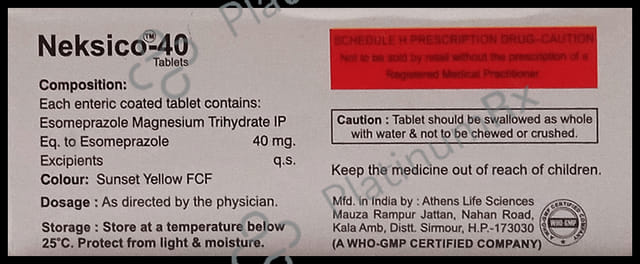 Neksico™-40
Tablets
Composition:
Each enteric coated tablet contains:
Esomeprazole Magnesium Trihydrate IP
Eq. to Esomeprazole 40 mg.
Excipients q.s.
Colour: Sunset Yellow FCF
Dosage : As directed by the physician.
Storage : Store at a temperature below
25°C. Protect from light & moisture.
SCHEDULE H PRESCRIPTION DRUG-CAUTION
Not to be sold by retail without the prescription of a
Registered Medical Practitioner
Caution : Tablet should be swallowed as whole
with water & not to be chewed or crushed.
Keep the medicine out of reach of children.
Mfd. in India by : Athens Life Sciences
Mauza Rampur Jattan, Nahan Road,
Kala Amb, Distt. Sirmour, H.P.-173030
(A WHO-GMP CERTIFIED COMPANY)
WHO-GMP
PlatinumRx